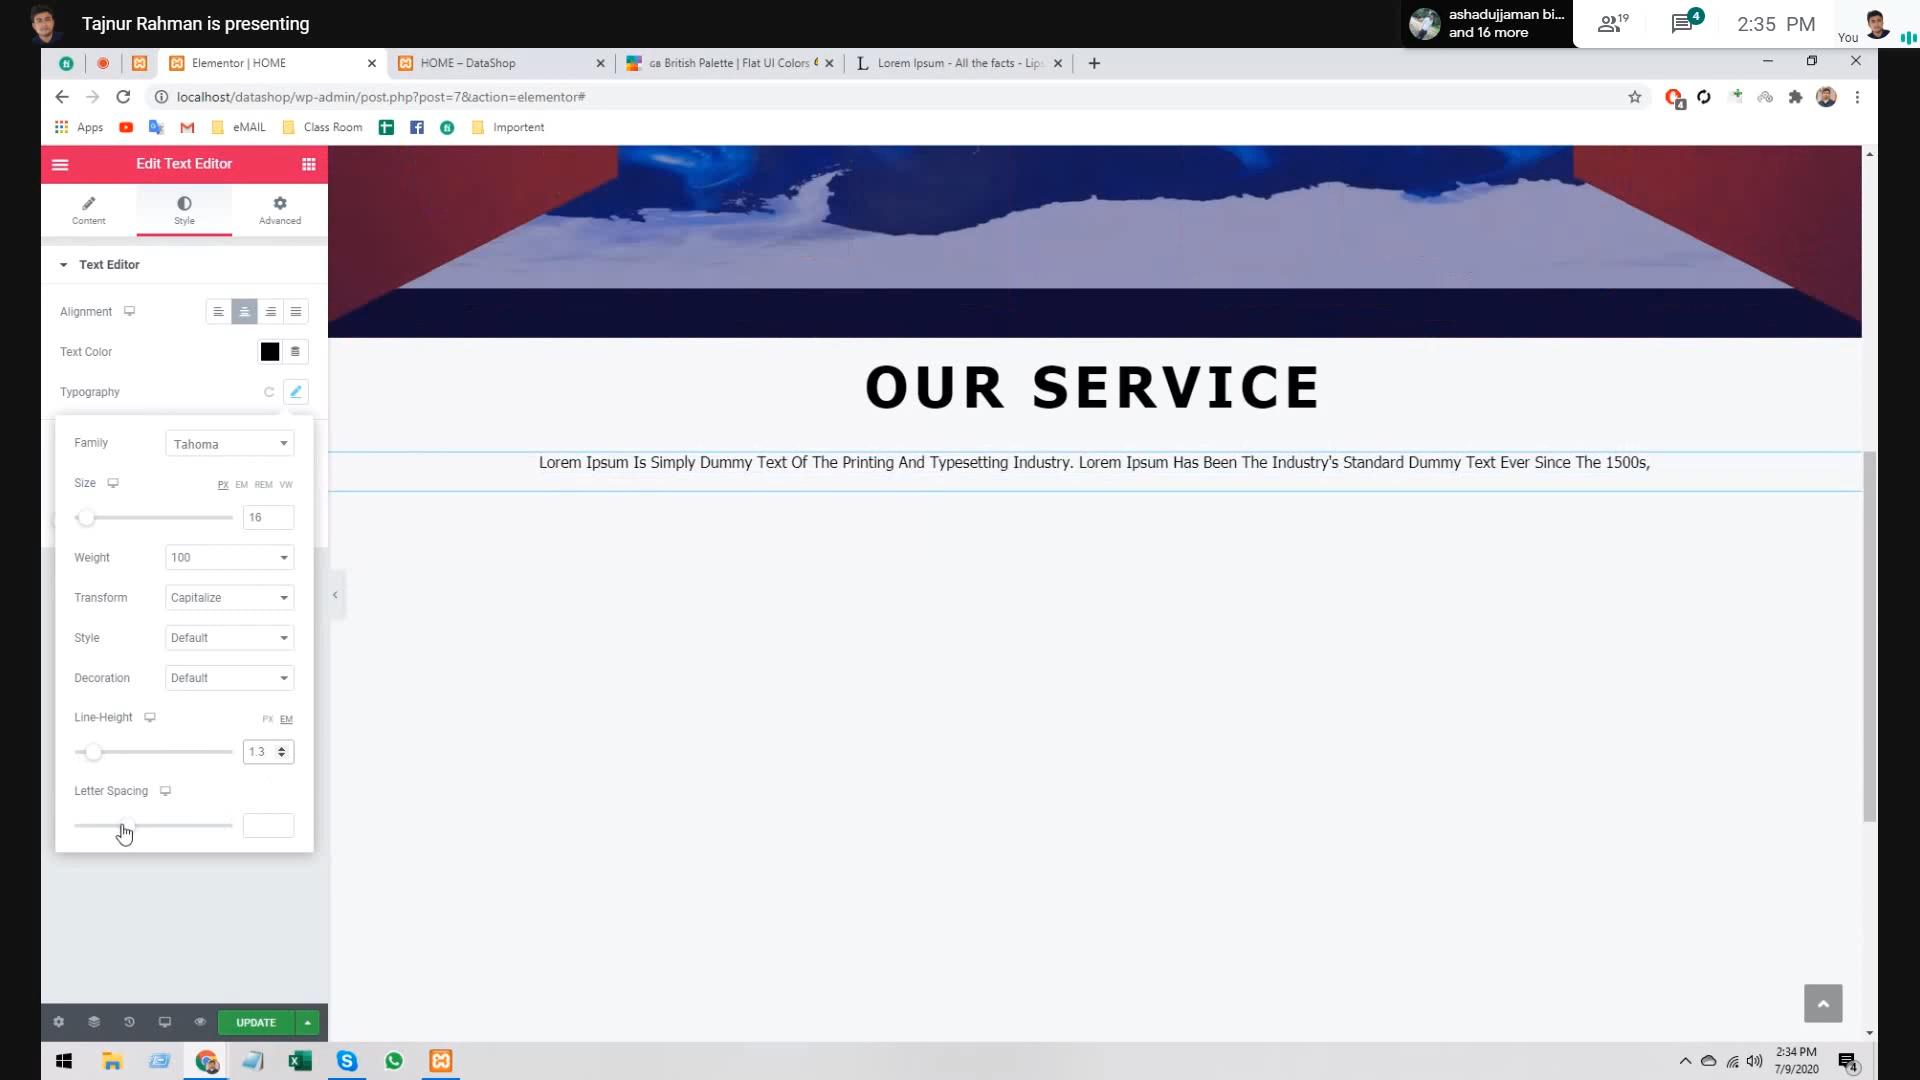 Tajnur Rahman is presenting
ashadujjaman bi...
and 16 more
19
4
2:35 PM
You
Elementor | HOME
HOME – DataShop
GB British Palette | Flat UI Colors
Lorem Ipsum - All the facts - Lips
localhost/datashop/wp-admin/post.php?post=7&action=elementor#
4
Apps
eMAIL
Class Room
Importent
Edit Text Editor
Content
Style
Advanced
Text Editor
Alignment
Text Color
Typography
Family
Tahoma
Size
PX EM REM VW
16
Weight
100
Transform
Capitalize
Style
Default
Decoration
Default
Line-Height
PX EM
1.3
Letter Spacing
UPDATE
OUR SERVICE
Lorem Ipsum Is Simply Dummy Text Of The Printing And Typesetting Industry. Lorem Ipsum Has Been The Industry's Standard Dummy Text Ever Since The 1500s,
2:34 PM
7/9/2020
4